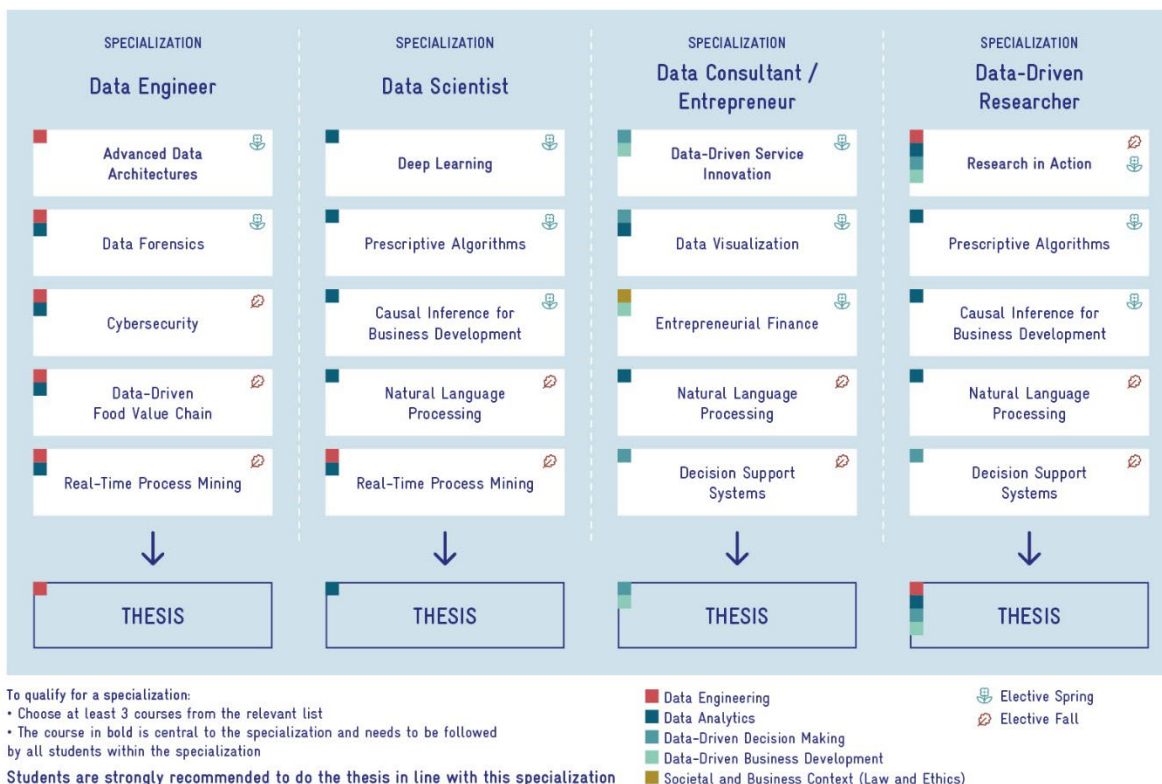 SPECIALIZATION
Data Engineer
Advanced Data
Architectures
Data Forensics
Cybersecurity
Data-Driven
Food Value Chain
Real-Time Process Mining
THESIS
SPECIALIZATION
Data Scientist
Deep Learning
Prescriptive Algorithms
Causal Inference for
Business Development
Natural Language
Processing
Real-Time Process Mining
THESIS
SPECIALIZATION
Data Consultant /
Entrepreneur
Data-Driven Service
Innovation
Data Visualization
Entrepreneurial Finance
Natural Language
Processing
Decision Support
Systems
THESIS
SPECIALIZATION
Data-Driven
Researcher
Research in Action
Prescriptive Algorithms
Causal Inference for
Business Development
Natural Language
Processing
Decision Support
Systems
THESIS
To qualify for a specialization:
• Choose at least 3 courses from the relevant list
• The course in bold is central to the specialization and needs to be followed
by all students within the specialization
Students are strongly recommended to do the thesis in line with this specialization
Data Engineering
Data Analytics
Data-Driven Decision Making
Data-Driven Business Development
Societal and Business Context (Law and Ethics)
Elective Spring
Elective Fall